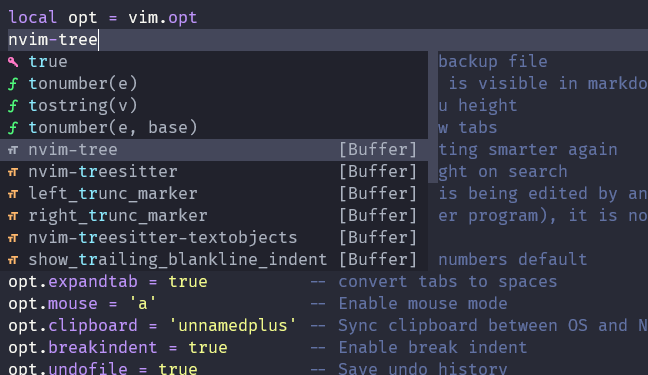 local opt = vim.opt
nvim-tree
true backup file
ƒ tonumber(e) is visible in markdo
ƒ tostring(v) u height
ƒ tonumber(e, base) w tabs
nvim-tree [Buffer] ting smarter again
nvim-treesitter [Buffer] ght on search
left_trunc_marker [Buffer] is being edited by an
right_trunc_marker [Buffer] er program), it is no
nvim-treesitter-textobjects [Buffer]
show_trailing_blankline_indent [Buffer] numbers default
opt.expandtab = true -- convert tabs to spaces
opt.mouse = 'a' -- Enable mouse mode
opt.clipboard = 'unnamedplus' -- Sync clipboard between OS and N
opt.breakindent = true -- Enable break indent
opt.undofile = true -- Save undo history